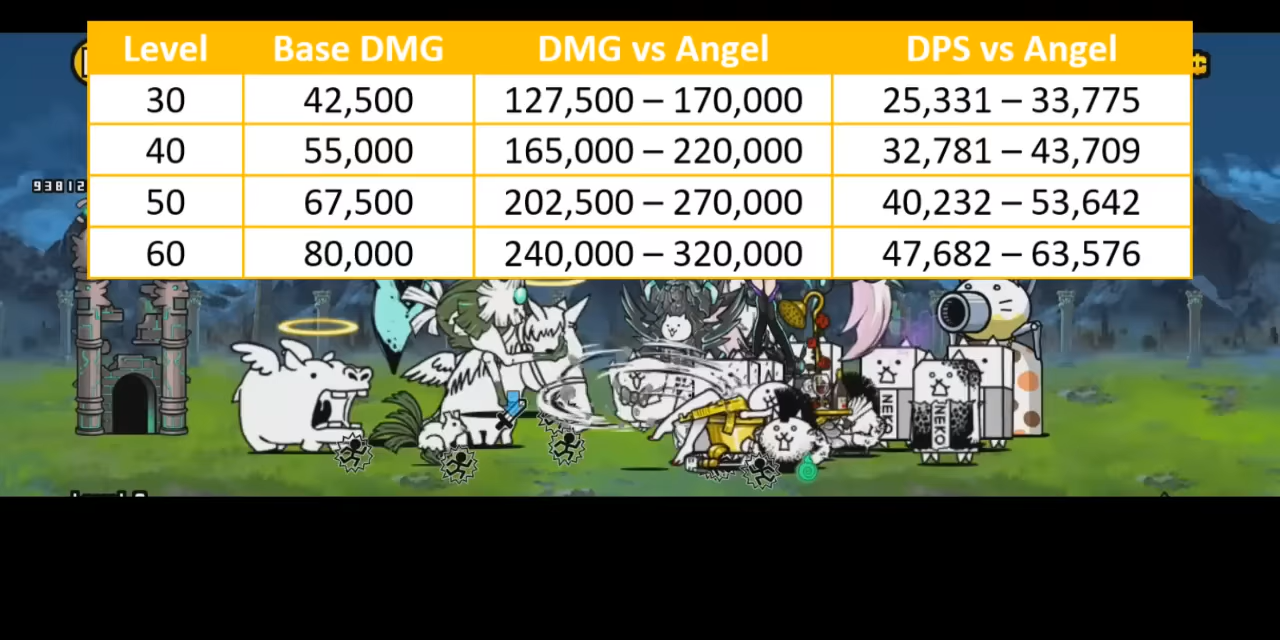 Level Base DMG DMG vs Angel DPS vs Angel
30 42,500 127,500 – 170,000 25,331 – 33,775
40 55,000 165,000 – 220,000 32,781 – 43,709
50 67,500 202,500 – 270,000 40,232 – 53,642
60 80,000 240,000 – 320,000 47,682 – 63,576
93812
NEKO
NEKO